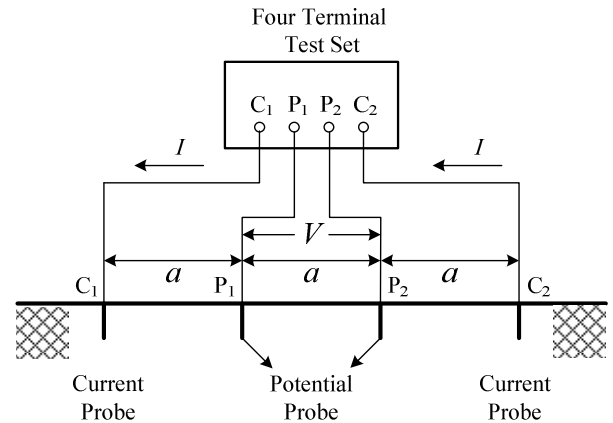 Four Terminal
Test Set
C₁ P₁ P₂ C₂
I I
V
a a a
C₁ P₁ P₂ C₂
Current Potential Current
Probe Probe Probe